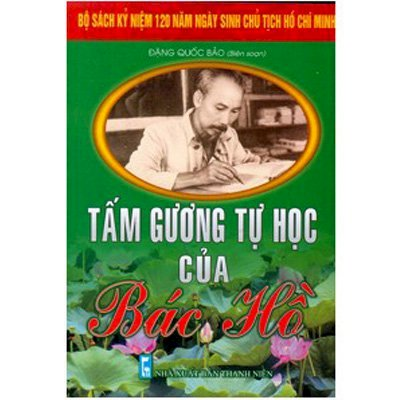 BỘ SÁCH KỶ NIỆM 120 NĂM NGÀY SINH CHỦ TỊCH HỒ CHÍ MINH
ĐẶNG QUỐC BẢO (Biên soạn)
TẤM GƯƠNG TỰ HỌC
CỦA
Bác Hồ
NHÀ XUẤT BẢN THANH NIÊN